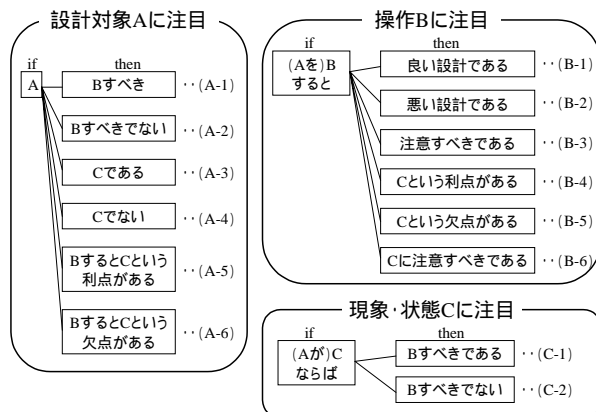 設計対象Aに注目
if then
A
Bすべき ‥(A-1)
Bすべきでない ‥(A-2)
Cである ‥(A-3)
Cでない ‥(A-4)
BするとCという
利点がある ‥(A-5)
BするとCという
欠点がある ‥(A-6)
操作Bに注目
if then
(Aを)B
すると
良い設計である ‥(B-1)
悪い設計である ‥(B-2)
注意すべきである ‥(B-3)
Cという利点がある ‥(B-4)
Cという欠点がある ‥(B-5)
Cに注意すべきである ‥(B-6)
現象・状態Cに注目
if then
(Aが)C
ならば
Bすべきである ‥(C-1)
Bすべきでない ‥(C-2)